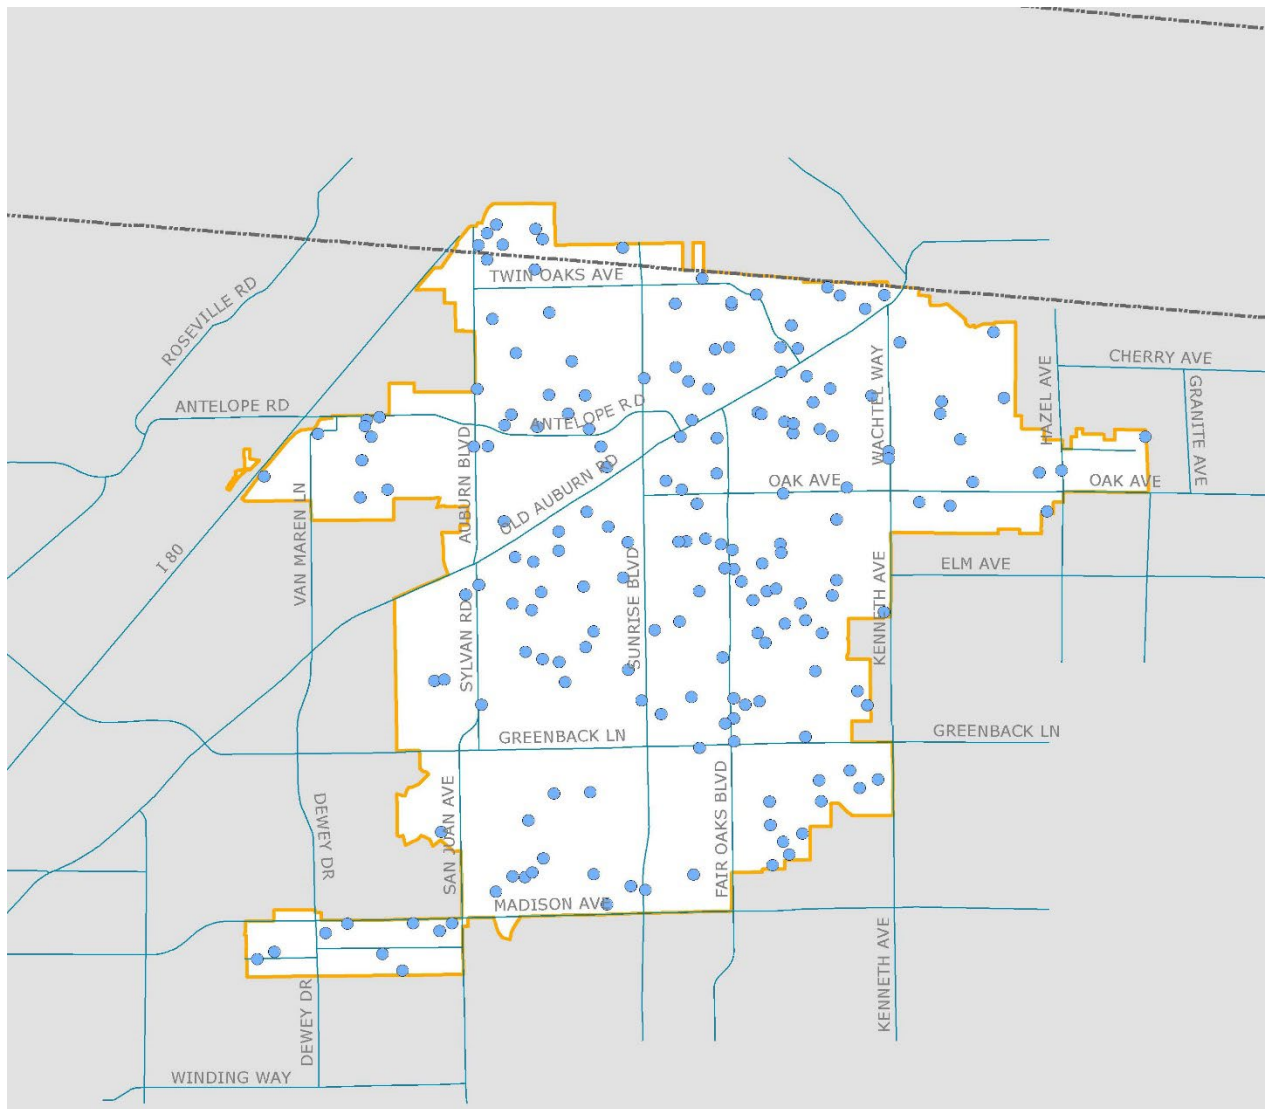 TWIN OAKS AVE
ROSEVILLE RD
CHERRY AVE
GRANITE AVE
HAZEL AVE
WACHTEL WAY
ANTELOPE RD
ANTELOPE RD
AUBURN BLVD
OLD AUBURN RD
OAK AVE
OAK AVE
VAN MAREN LN
I 80
ELM AVE
KENNETH AVE
SUNRISE BLVD
SYLVAN RD
GREENBACK LN
GREENBACK LN
DEWEY DR
SAN JUAN AVE
FAIR OAKS BLVD
MADISON AVE
KENNETH AVE
DEWEY DR
WINDING WAY